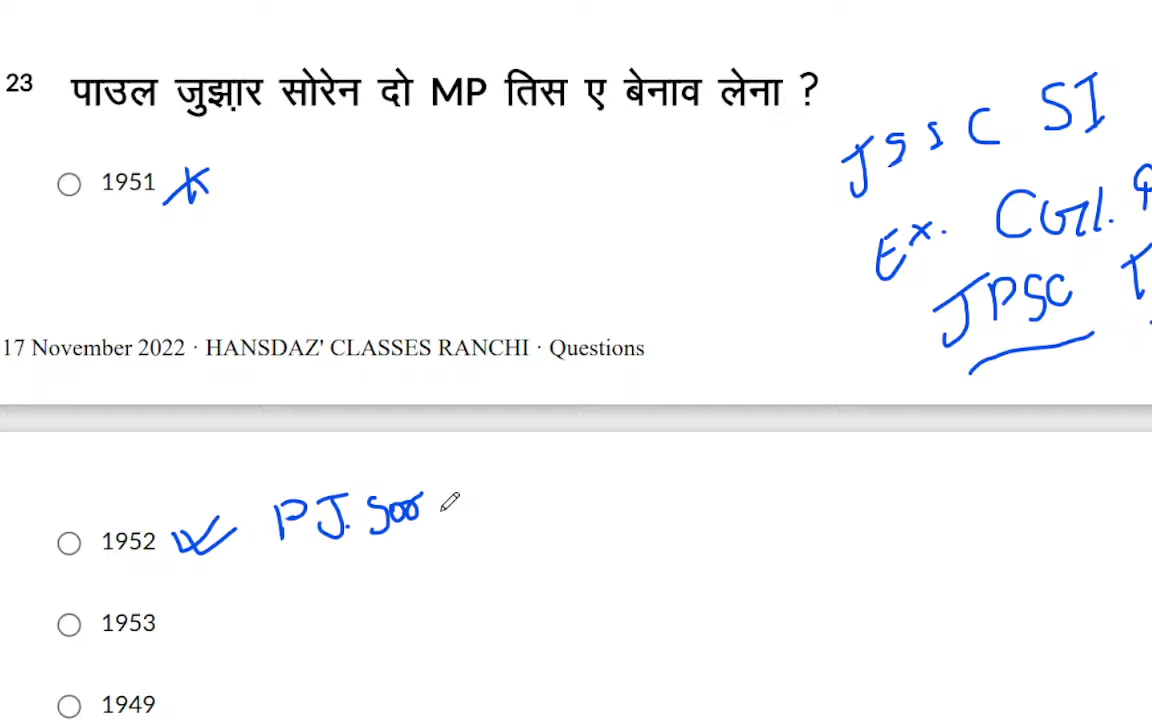 23 पाउल जुझा़र सोरेन दो MP तिस ए बेनाव लेना ?
JSSC SI
1951
Ex.
JPSC
17 November 2022 · HANSDAZ' CLASSES RANCHI · Questions
1952 PJ. Soo
1953
1949